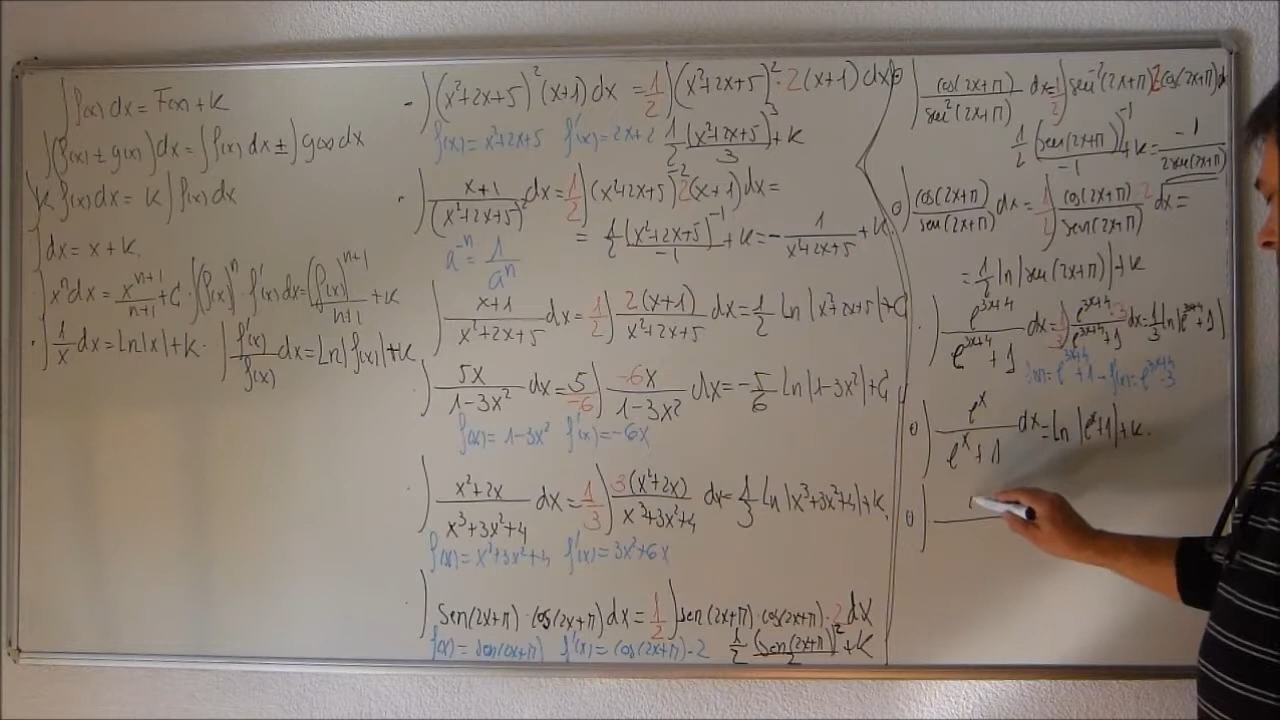 ∫f(x) dx = F(x) + K
∫(f(x) ± g(x)) dx = ∫f(x) dx ± ∫g(x) dx
∫K f(x) dx = K ∫f(x) dx
∫dx = x + K.
∫xⁿ dx = xⁿ⁺¹/(n+1) + C · ∫(f(x))ⁿ · f'(x) dx = (f(x))ⁿ⁺¹/(n+1) + K
· ∫1/x dx = Ln|x| + K · ∫f'(x)/f(x) dx = Ln|f(x)| + K
- ∫(x²+2x+5)²(x+1) dx = 1/2 ∫(x²+2x+5)² · 2(x+1) dx
f(x) = x²+2x+5 f'(x) = 2x+2 1/2 (x²+2x+5)³/3 + K
· ∫(x+1)/(x²+2x+5)² dx = 1/2 ∫(x²+2x+5)⁻² 2(x+1) dx =
= 1/2 (x²+2x+5)⁻¹/-1 + K = - 1/(x²+2x+5) + K
a⁻ⁿ = 1/aⁿ
∫(x+1)/(x²+2x+5) dx = 1/2 ∫2(x+1)/(x²+2x+5) dx = 1/2 Ln|x²+2x+5| + C
∫5x/(1-3x²) dx = 5/-6 ∫-6x/(1-3x²) dx = -5/6 Ln|1-3x²| + C
f(x) = 1-3x² f'(x) = -6x
· ∫(x²+2x)/(x³+3x²+4) dx = 1/3 ∫3(x²+2x)/(x³+3x²+4) dx = 1/3 Ln|x³+3x²+4| + K,
f(x) = x³+3x²+4 f'(x) = 3x²+6x
· ∫sen(2x+π) · cos(2x+π) dx = 1/2 ∫sen(2x+π) · cos(2x+π) · 2 dx
f(x) = sen(2x+π) f'(x) = cos(2x+π) · 2 1/2 (sen(2x+π))²/2 + K
∫cos(2x+π)/sen²(2x+π) dx = 1/2 ∫sen⁻²(2x+π) 2 cos(2x+π) dx
1/2 (sen(2x+π))⁻¹/-1 + K = -1/(2 sen(2x+π))
∫cos(2x+π)/sen(2x+π) dx = 1/2 ∫cos(2x+π)/sen(2x+π) · 2 dx =
= 1/2 ln|sen(2x+π)| + K
· ∫e³ˣ⁺⁴/(e³ˣ⁺⁴+1) dx = 1/3 ∫e³ˣ⁺⁴ · 3/(e³ˣ⁺⁴+1) dx = 1/3 ln|e³ˣ⁺⁴+1|
f(x) = e³ˣ⁺⁴+1 - f'(x) = e³ˣ⁺⁴ · 3
∫eˣ/(eˣ+1) dx = ln|eˣ+1| + K.
∫